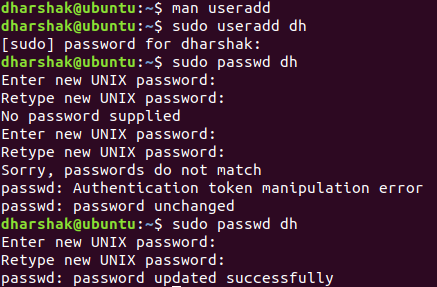 dharshak@ubuntu:~$ man useradd
dharshak@ubuntu:~$ sudo useradd dh
[sudo] password for dharshak:
dharshak@ubuntu:~$ sudo passwd dh
Enter new UNIX password:
Retype new UNIX password:
No password supplied
Enter new UNIX password:
Retype new UNIX password:
Sorry, passwords do not match
passwd: Authentication token manipulation error
passwd: password unchanged
dharshak@ubuntu:~$ sudo passwd dh
Enter new UNIX password:
Retype new UNIX password:
passwd: password updated successfully